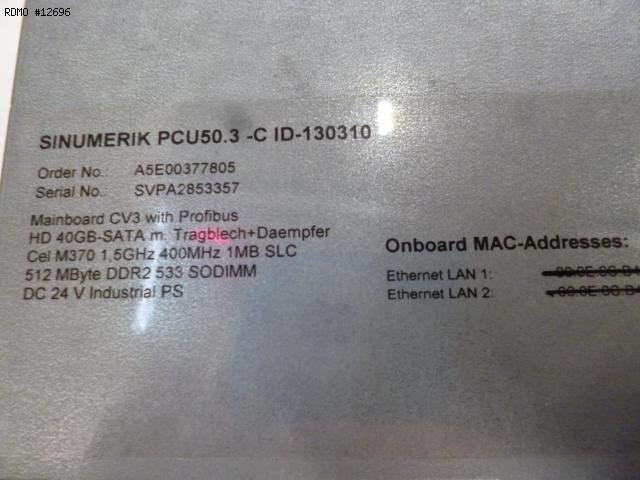 RDMO #12696
SINUMERIK PCU50.3 -C ID-130310
Order No.: A5E00377805
Serial No.: SVPA2853357
Mainboard CV3 with Profibus
HD 40GB-SATA m. Tragblech+Daempfer
Cel M370 1,5GHz 400MHz 1MB SLC
512 MByte DDR2 533 SODIMM
DC 24 V Industrial PS
Onboard MAC-Addresses:
Ethernet LAN 1:
Ethernet LAN 2: